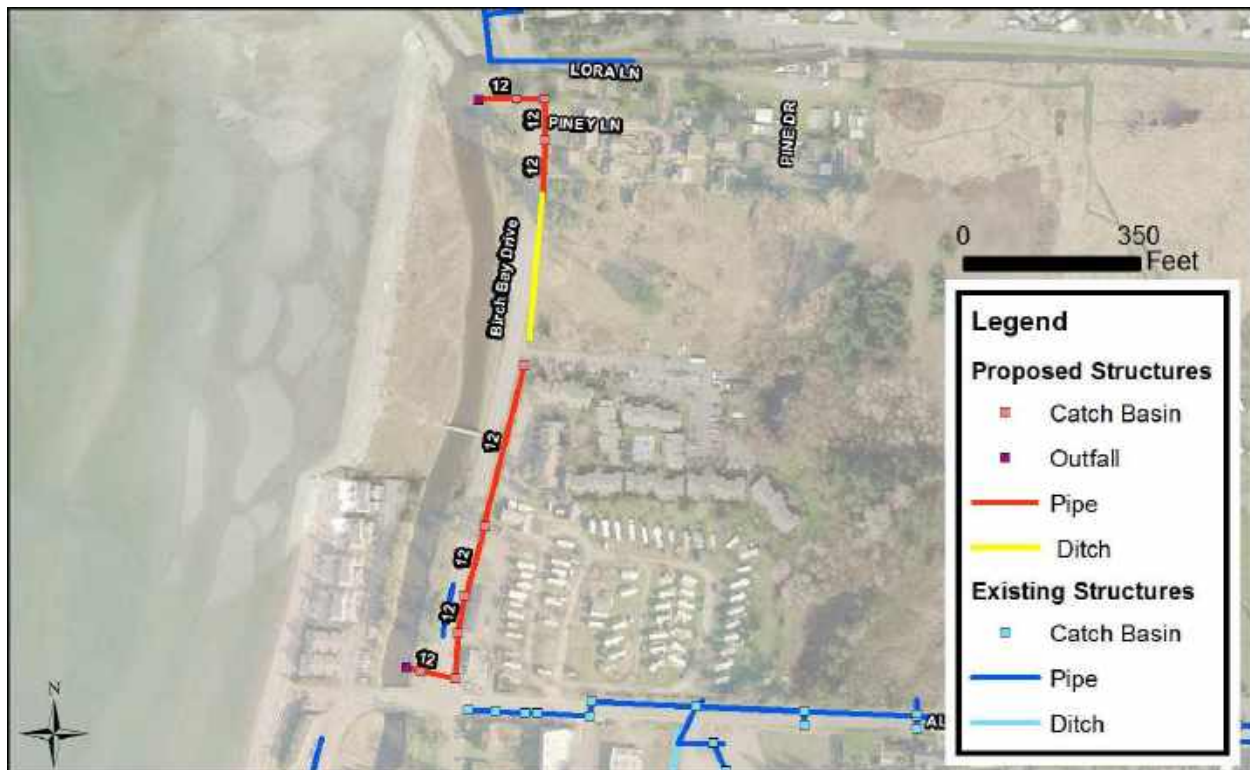 LORA LN
12
12
PINEY LN
PINE DR
12
Birch Bay Drive
0 350
Feet
12
12
12
12
AL
N
Legend
Proposed Structures
Catch Basin
Outfall
Pipe
Ditch
Existing Structures
Catch Basin
Pipe
Ditch